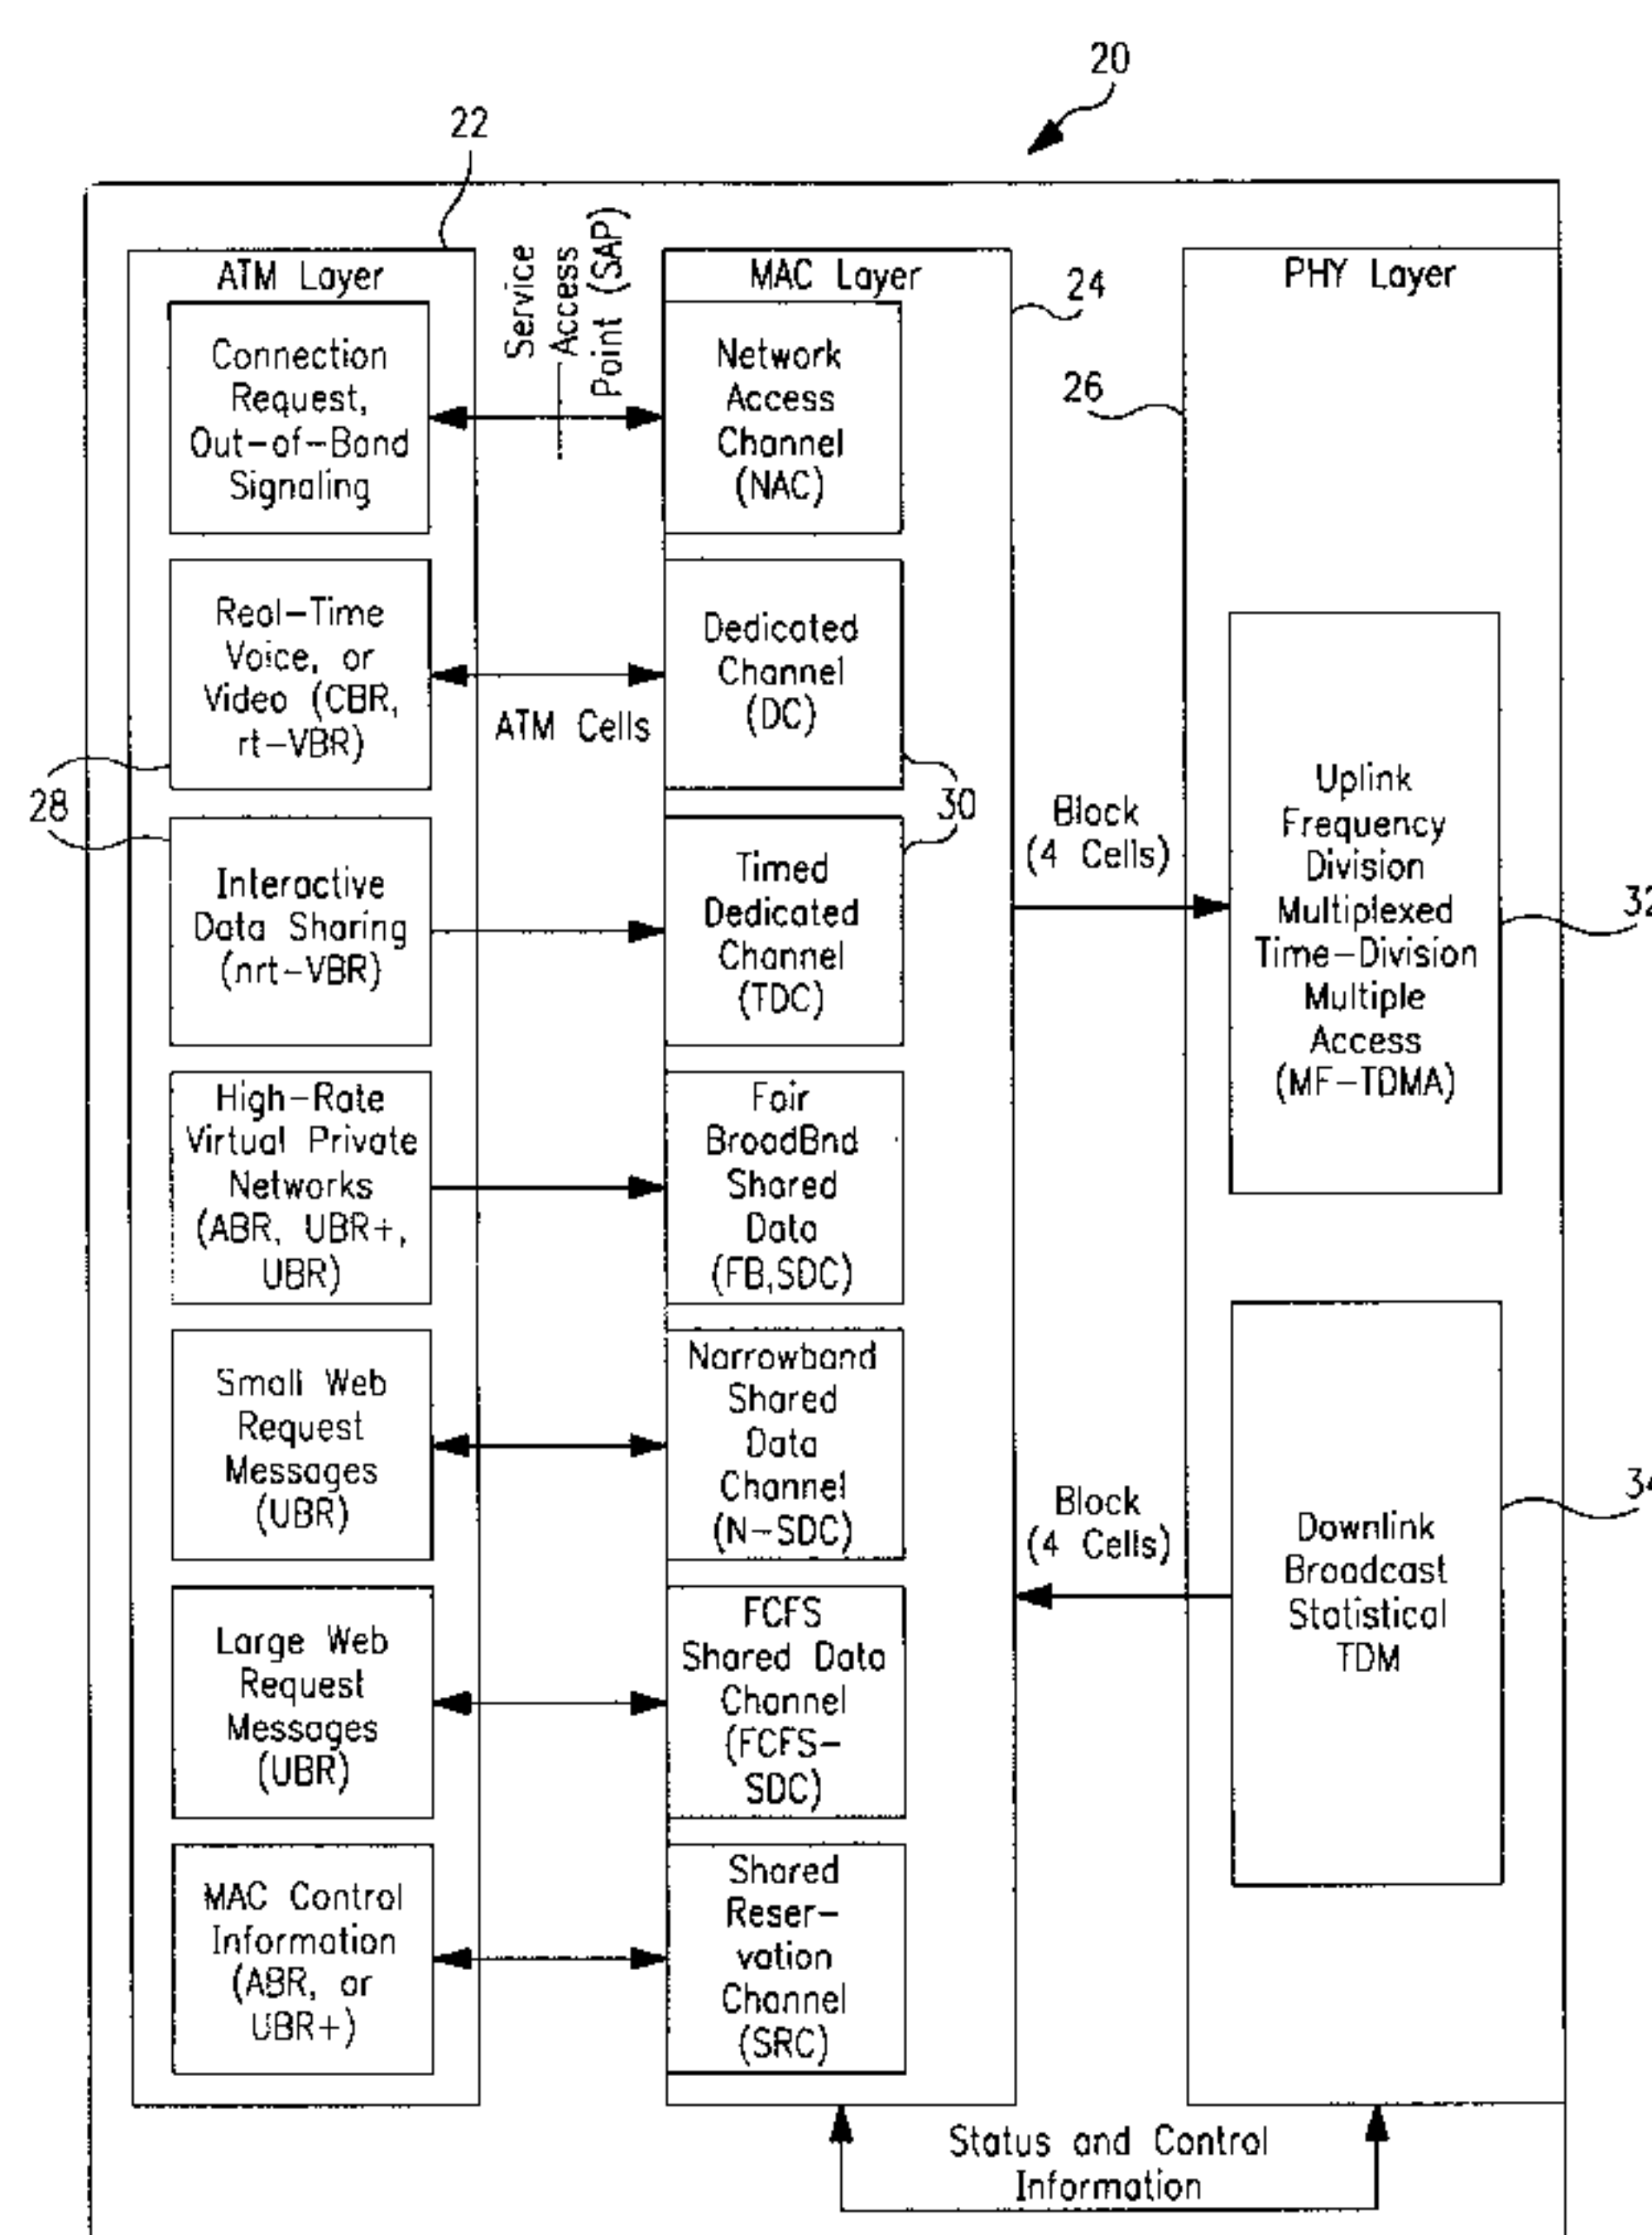 20
22
ATM Layer
Service
Access
Point (SAP)
MAC Layer
24
PHY Layer
26
Connection
Request,
Out-of-Band
Signaling
Network
Access
Channel
(NAC)
Real-Time
Voice, or
Video (CBR,
rt-VBR)
ATM Cells
Dedicated
Channel
(DC)
28
30
Interactive
Data Sharing
(nrt-VBR)
Timed
Dedicated
Channel
(TDC)
Block
(4 Cells)
Uplink
Frequency
Division
Multiplexed
Time-Division
Multiple
Access
(MF-TDMA)
32
High-Rate
Virtual Private
Networks
(ABR, UBR+,
UBR)
Fair
BroadBnd
Shared
Data
(FB,SDC)
Small Web
Request
Messages
(UBR)
Narrowband
Shared
Data
Channel
(N-SDC)
Block
(4 Cells)
Downlink
Broadcast
Statistical
TDM
34
Large Web
Request
Messages
(UBR)
FCFS
Shared Data
Channel
(FCFS-
SDC)
MAC Control
Information
(ABR, or
UBR+)
Shared
Reser-
vation
Channel
(SRC)
Status and Control
Information